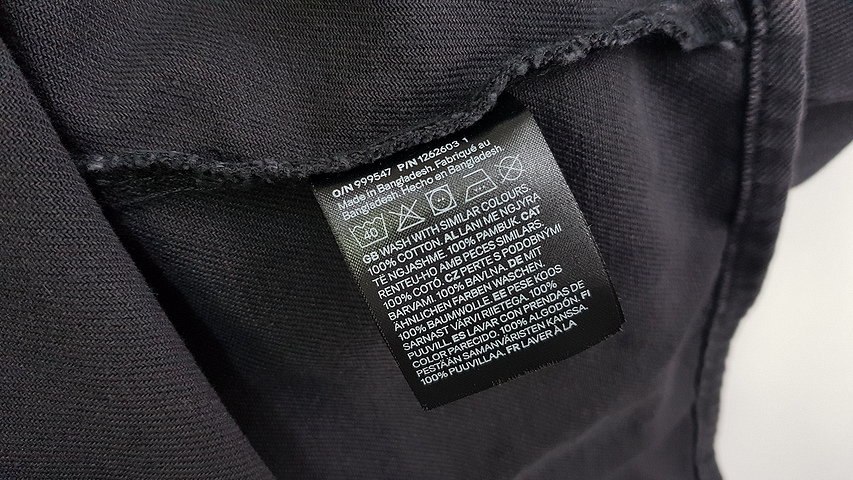 O/N 999547 P/N 1262603 1
Made in Bangladesh. Fabriqué au
Bangladesh. Hecho en Bangladesh.
40
GB WASH WITH SIMILAR COLOURS.
100% COTTON. AL LANI ME NGJYRA
TË NGJASHME. 100% PAMBUK. CAT
RENTEU-HO AMB PECES SIMILARS.
100% COTÓ. CZ PERTE S PODOBNÝMI
BARVAMI. 100% BAVLNA. DE MIT
ÄHNLICHEN FARBEN WASCHEN.
100% BAUMWOLLE. EE PESE KOOS
SARNAST VÄRVI RIIETEGA. 100%
PUUVILL. ES LAVAR CON PRENDAS DE
COLOR PARECIDO. 100% ALGODÓN. FI
PESTÄÄN SAMANVÄRISTEN KANSSA.
100% PUUVILLAA. FR LAVER À LA